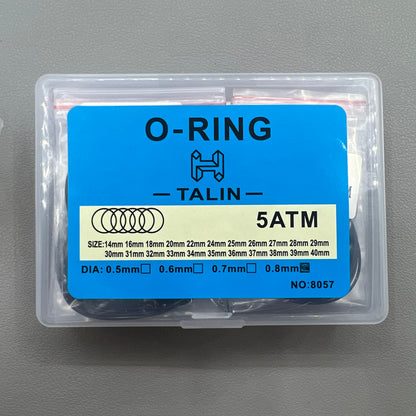 O-RING
— TALIN —
5ATM
SIZE:14mm 16mm 18mm 20mm 22mm 24mm 25mm 26mm 27mm 28mm 29mm
30mm 31mm 32mm 33mm 34mm 35mm 36mm 37mm 38mm 39mm 40mm
DIA: 0.5mm☐ 0.6mm☐ 0.7mm☐ 0.8mm■
NO:8057